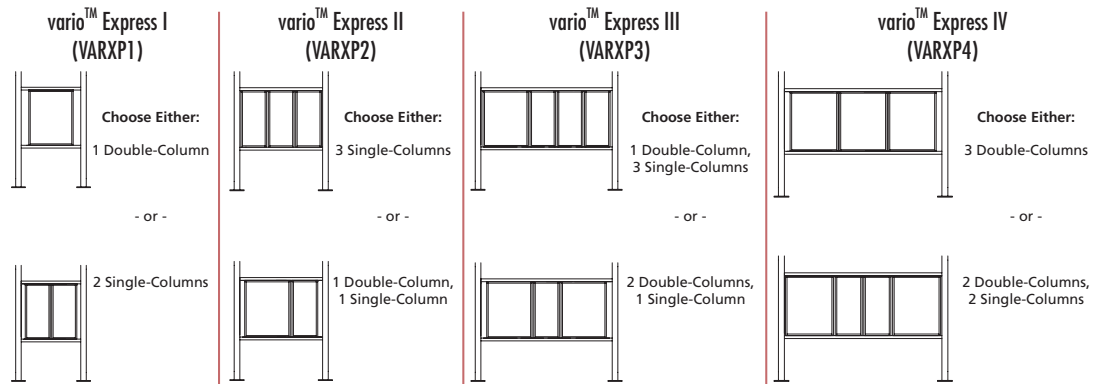 vario™ Express I
(VARXP1)
Choose Either:
1 Double-Column
- or -
2 Single-Columns
vario™ Express II
(VARXP2)
Choose Either:
3 Single-Columns
- or -
1 Double-Column,
1 Single-Column
vario™ Express III
(VARXP3)
Choose Either:
1 Double-Column,
3 Single-Columns
- or -
2 Double-Columns,
1 Single-Column
vario™ Express IV
(VARXP4)
Choose Either:
3 Double-Columns
- or -
2 Double-Columns,
2 Single-Columns